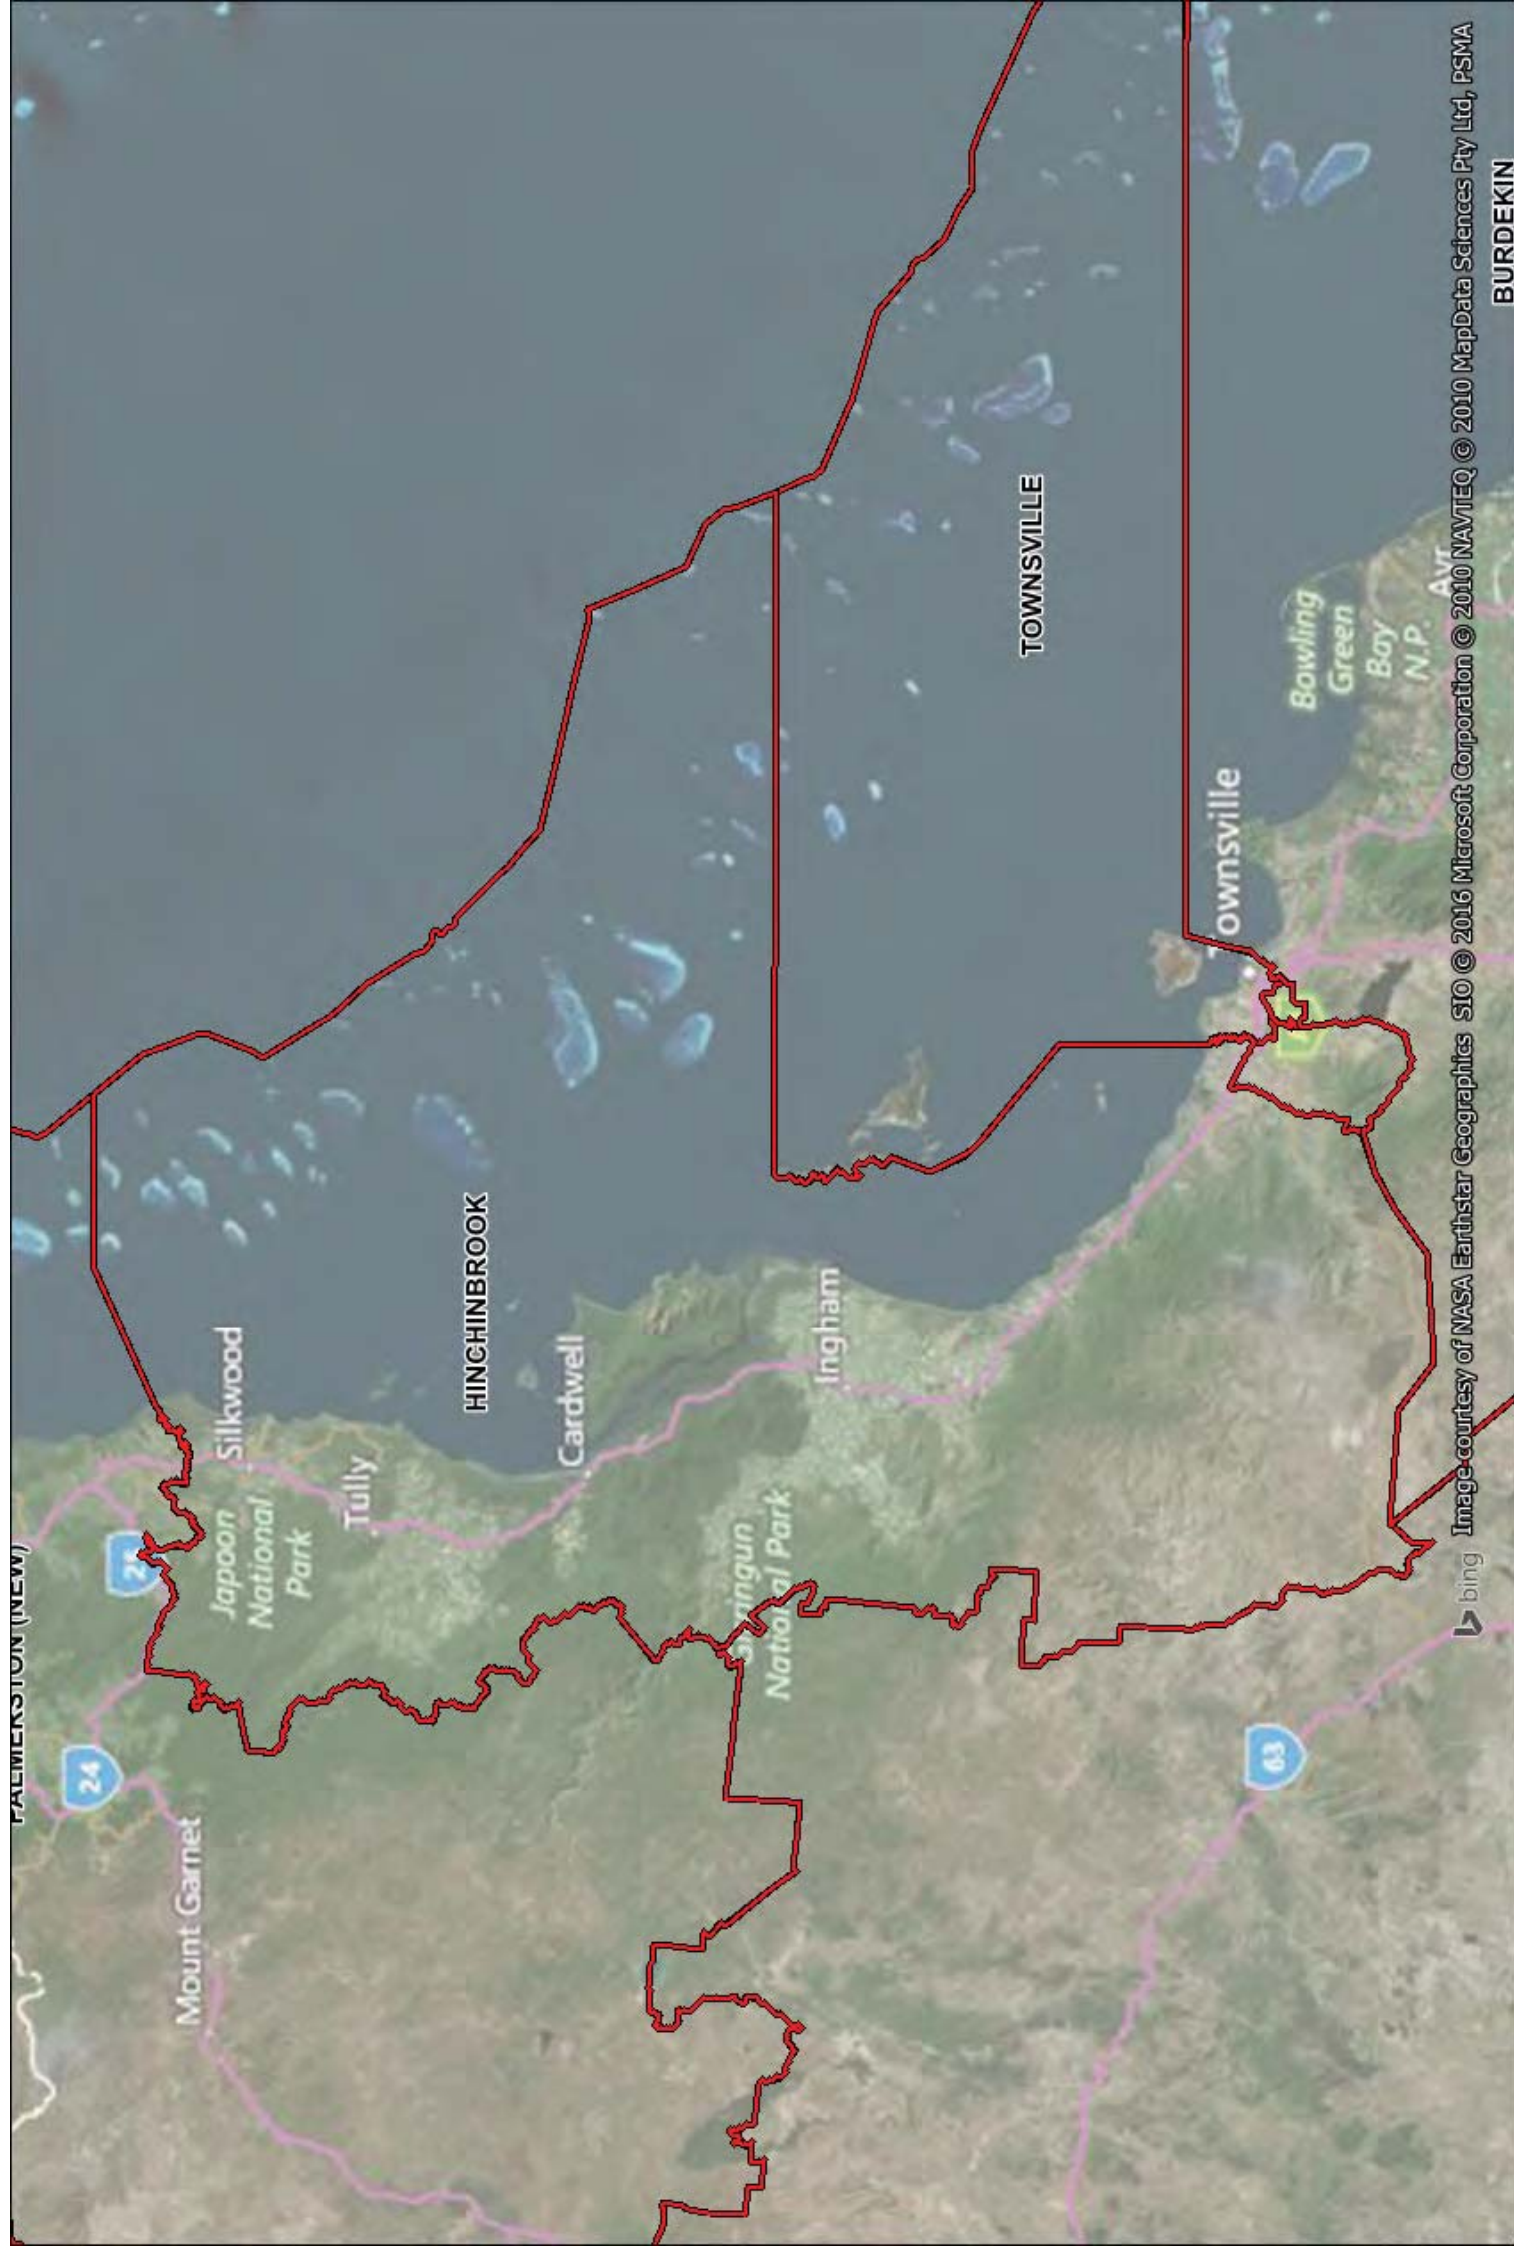 PALMERSTON (NEW)
24
Mount Garnet
Japoon
National
Park
Silkwood
Tully
HINCHINBROOK
Cardwell
Girringun
National Park
Ingham
TOWNSVILLE
Townsville
63
Bowling
Green
Bay
N.P.
Ayr
BURDEKIN
bing
Image courtesy of NASA Earthstar Geographics SIO © 2016 Microsoft Corporation © 2010 NAVTEQ © 2010 MapData Sciences Pty Ltd, PSMA